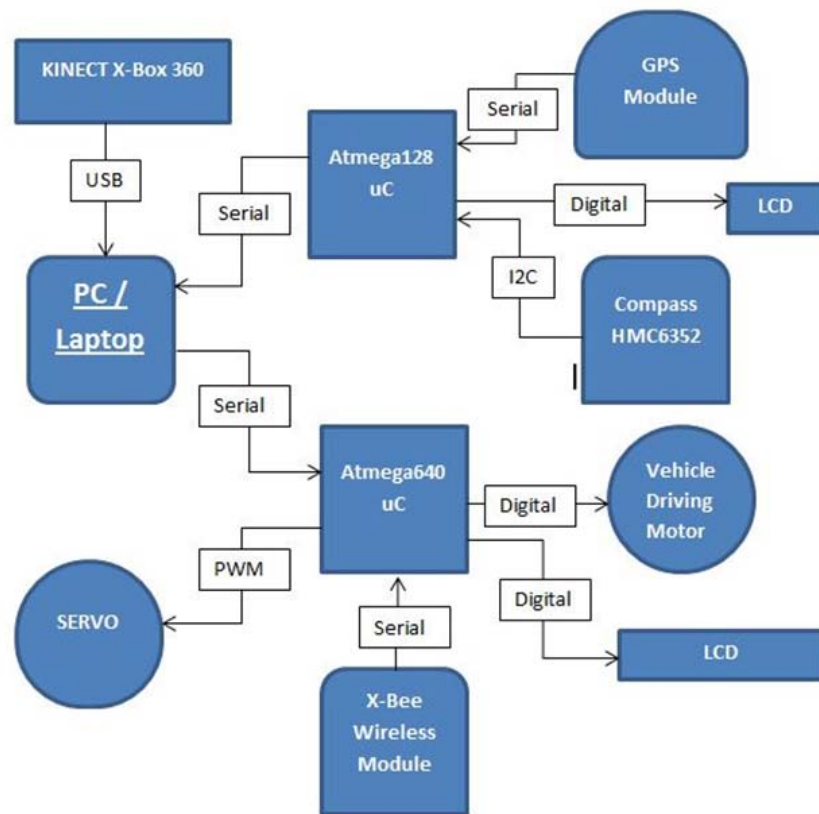 KINECT X-Box 360
GPS
Module
Serial
Atmega128
uC
USB
Serial
Digital
LCD
I2C
PC /
Laptop
Compass
HMC6352
Serial
Atmega640
uC
Vehicle
Driving
Motor
Digital
PWM
Digital
SERVO
Serial
LCD
X-Bee
Wireless
Module